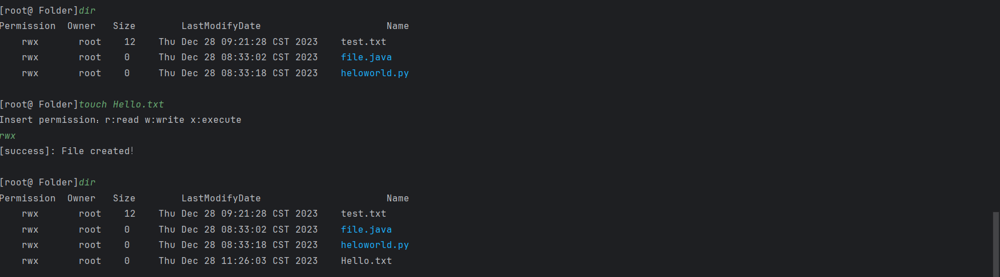 [root@ Folder]dir
Permission  Owner   Size        LastModifyDate                      Name
    rwx       root    12    Thu Dec 28 09:21:28 CST 2023    test.txt
    rwx       root    0     Thu Dec 28 08:33:02 CST 2023    file.java
    rwx       root    0     Thu Dec 28 08:33:18 CST 2023    heloworld.py
[root@ Folder]touch Hello.txt
Insert permission: r:read w:write x:execute
rwx
[success]: File created!
[root@ Folder]dir
Permission  Owner   Size        LastModifyDate                      Name
    rwx       root    12    Thu Dec 28 09:21:28 CST 2023    test.txt
    rwx       root    0     Thu Dec 28 08:33:02 CST 2023    file.java
    rwx       root    0     Thu Dec 28 08:33:18 CST 2023    heloworld.py
    rwx       root    0     Thu Dec 28 11:26:03 CST 2023    Hello.txt